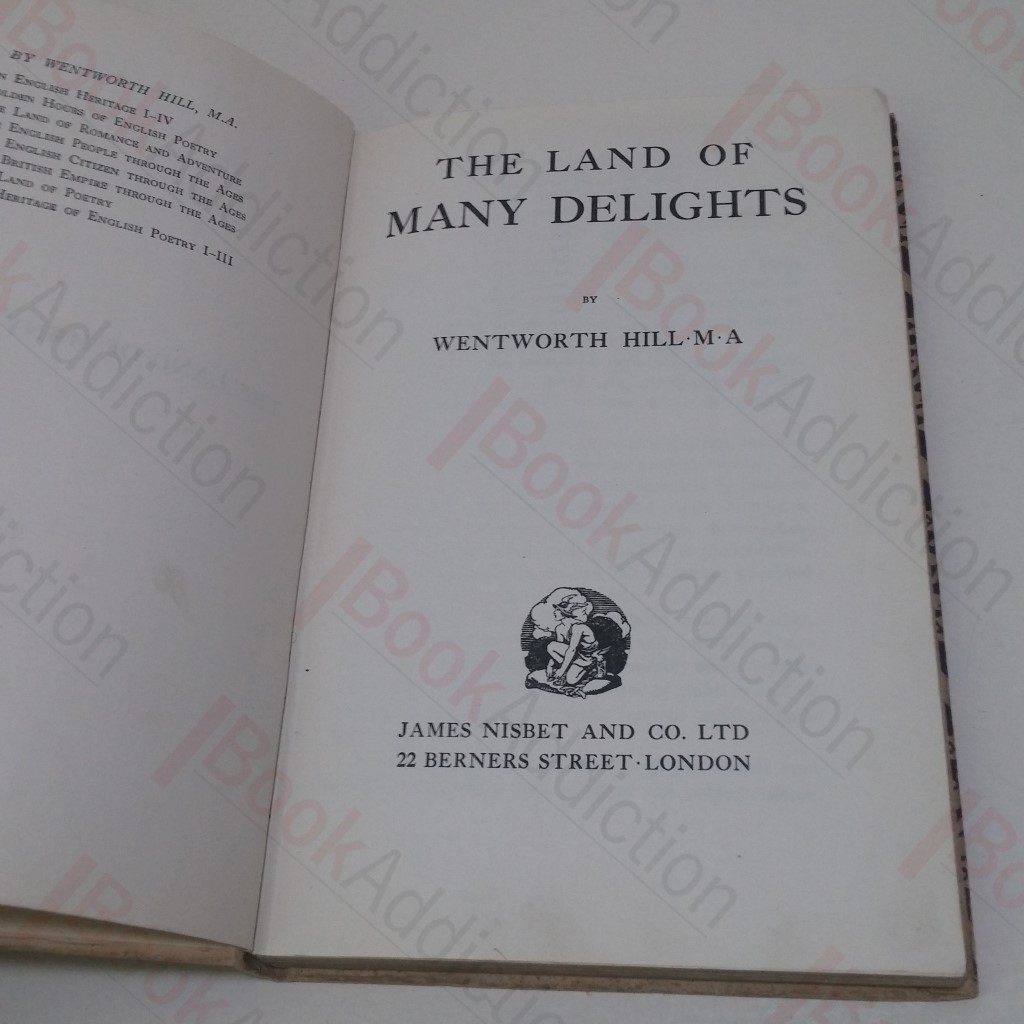 BY WENTWORTH HILL, M.A.
ENGLISH HERITAGE I–IV
HOURS OF ENGLISH POETRY
LAND OF ROMANCE AND ADVENTURE
ENGLISH PEOPLE THROUGH THE AGES
ENGLISH CITIZEN THROUGH THE AGES
BRITISH EMPIRE THROUGH THE AGES
LAND OF POETRY
HERITAGE OF ENGLISH POETRY I–III
THE LAND OF
MANY DELIGHTS
BY
WENTWORTH HILL·M·A
JAMES NISBET AND CO. LTD
22 BERNERS STREET·LONDON
BookAddiction